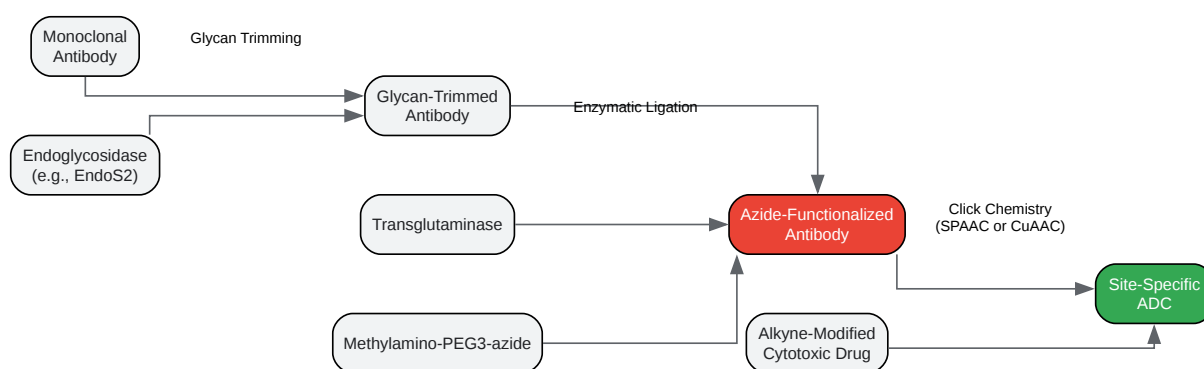 Monoclonal
Antibody
Glycan Trimming
Glycan-Trimmed
Antibody
Enzymatic Ligation
Endoglycosidase
(e.g., EndoS2)
Transglutaminase
Azide-Functionalized
Antibody
Click Chemistry
(SPAAC or CuAAC)
Site-Specific
ADC
Methylamino-PEG3-azide
Alkyne-Modified
Cytotoxic Drug